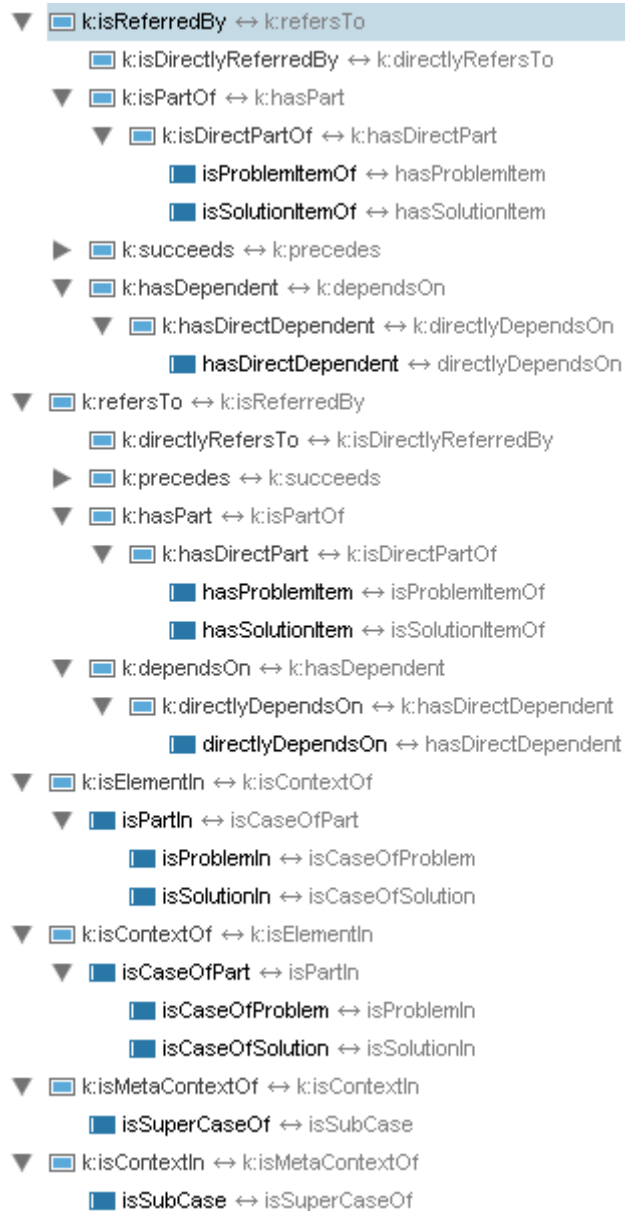 k:isReferredBy ↔ k:refersTo
k:isDirectlyReferredBy ↔ k:directlyRefersTo
k:isPartOf ↔ k:hasPart
k:isDirectPartOf ↔ k:hasDirectPart
isProblemItemOf ↔ hasProblemItem
isSolutionItemOf ↔ hasSolutionItem
k:succeeds ↔ k:precedes
k:hasDependent ↔ k:dependsOn
k:hasDirectDependent ↔ k:directlyDependsOn
hasDirectDependent ↔ directlyDependsOn
k:refersTo ↔ k:isReferredBy
k:directlyRefersTo ↔ k:isDirectlyReferredBy
k:precedes ↔ k:succeeds
k:hasPart ↔ k:isPartOf
k:hasDirectPart ↔ k:isDirectPartOf
hasProblemItem ↔ isProblemItemOf
hasSolutionItem ↔ isSolutionItemOf
k:dependsOn ↔ k:hasDependent
k:directlyDependsOn ↔ k:hasDirectDependent
directlyDependsOn ↔ hasDirectDependent
k:isElementIn ↔ k:isContextOf
isPartIn ↔ isCaseOfPart
isProblemIn ↔ isCaseOfProblem
isSolutionIn ↔ isCaseOfSolution
k:isContextOf ↔ k:isElementIn
isCaseOfPart ↔ isPartIn
isCaseOfProblem ↔ isProblemIn
isCaseOfSolution ↔ isSolutionIn
k:isMetaContextOf ↔ k:isContextIn
isSuperCaseOf ↔ isSubCase
k:isContextIn ↔ k:isMetaContextOf
isSubCase ↔ isSuperCaseOf